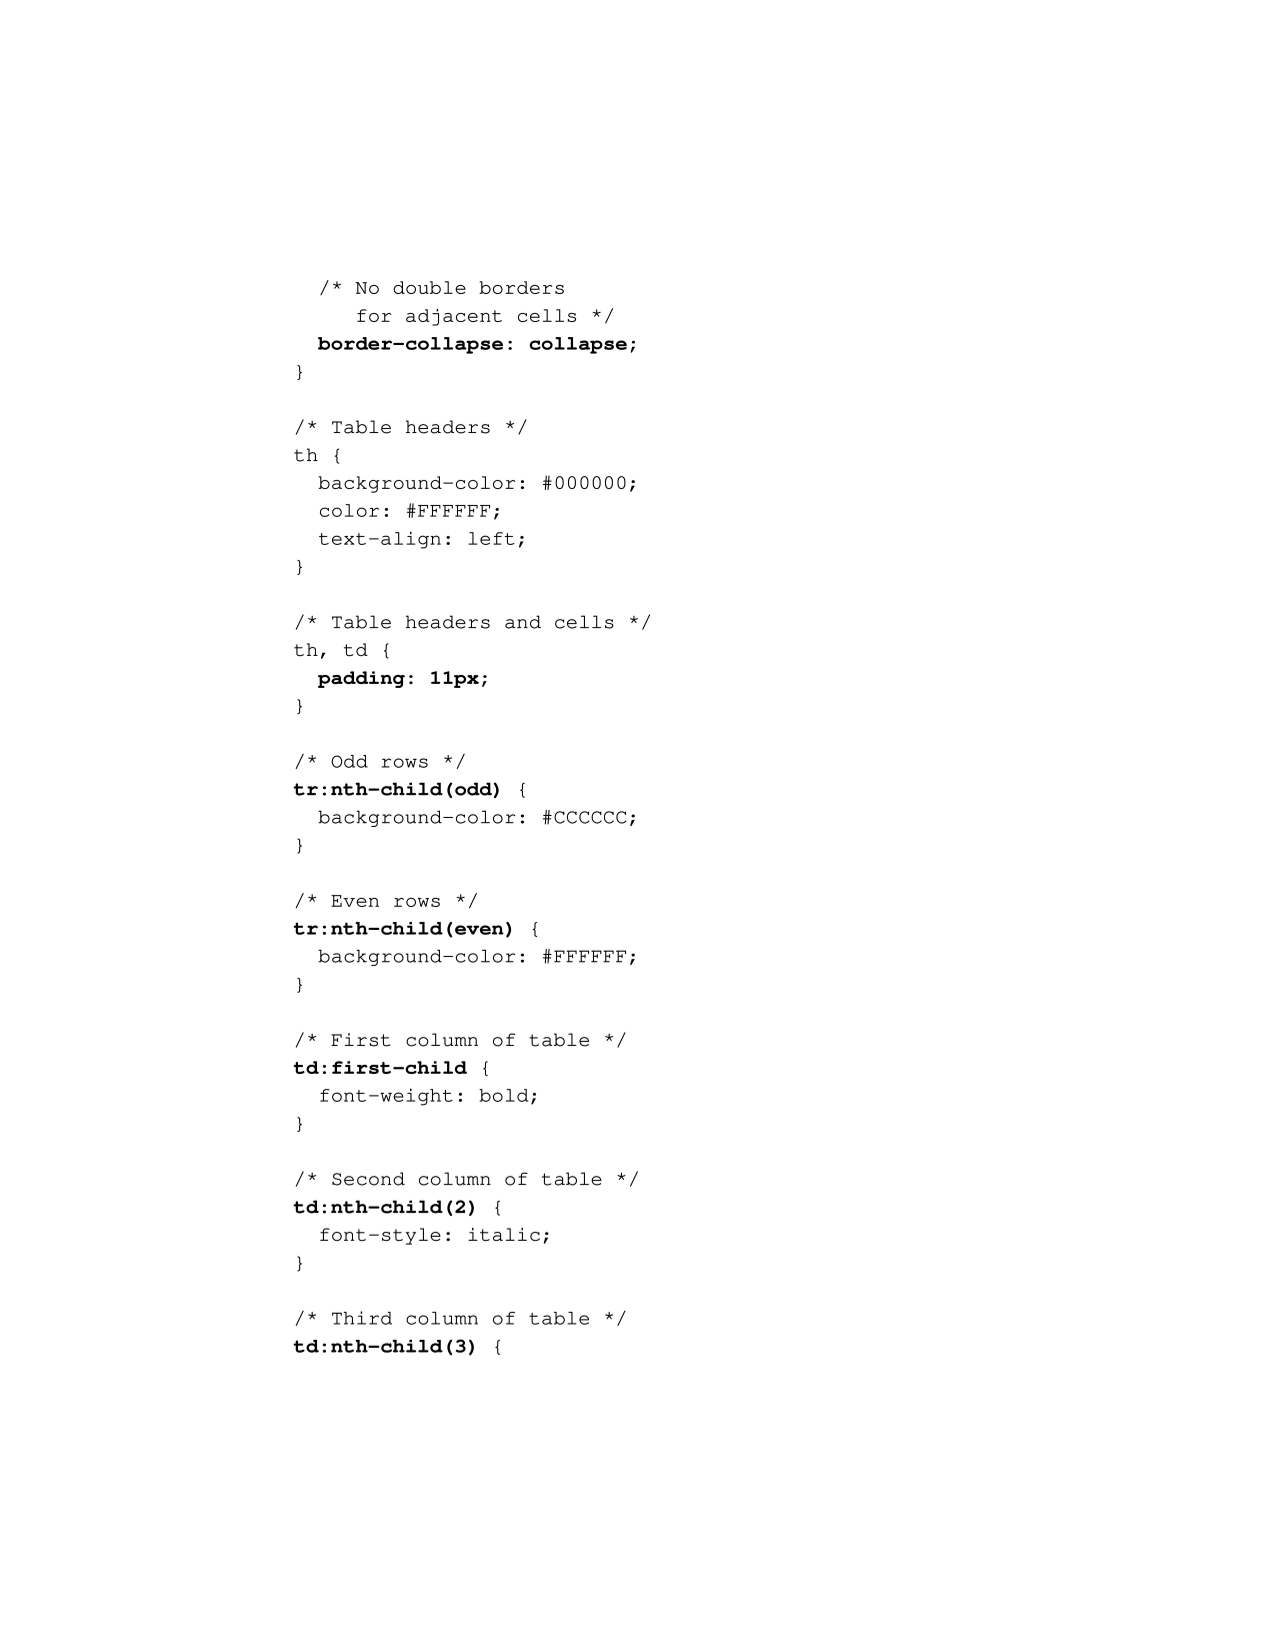 /* No double borders
for adjacent cells */
border-collapse: collapse;
}
/* Table headers */
th {
background-color: #000000;
color: #FFFFFF;
text-align: left;
}
/* Table headers and cells */
th, td {
padding: 11px;
}
/* Odd rows */
tr:nth-child(odd) {
background-color: #CCCCCC;
}
/* Even rows */
tr:nth-child(even) {
background-color: #FFFFFF;
}
/* First column of table */
td:first-child {
font-weight: bold;
}
/* Second column of table */
td:nth-child(2) {
font-style: italic;
}
/* Third column of table */
td:nth-child(3) {